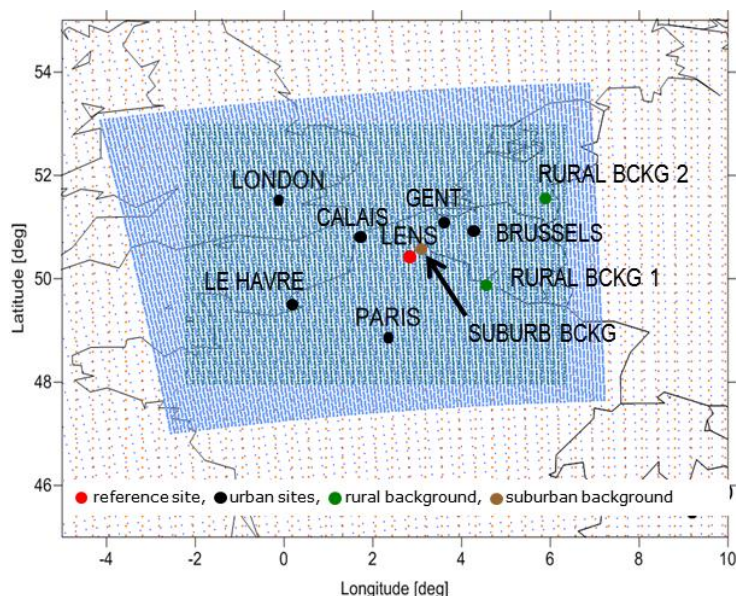 54
52
50
48
46
Latitude [deg]
LONDON
RURAL BCKG 2
GENT
CALAIS
LENS
BRUSSELS
RURAL BCKG 1
LE HAVRE
PARIS
SUBURB BCKG
reference site, urban sites, rural background, suburban background
-4 -2 0 2 4 6 8 10
Longitude [deg]